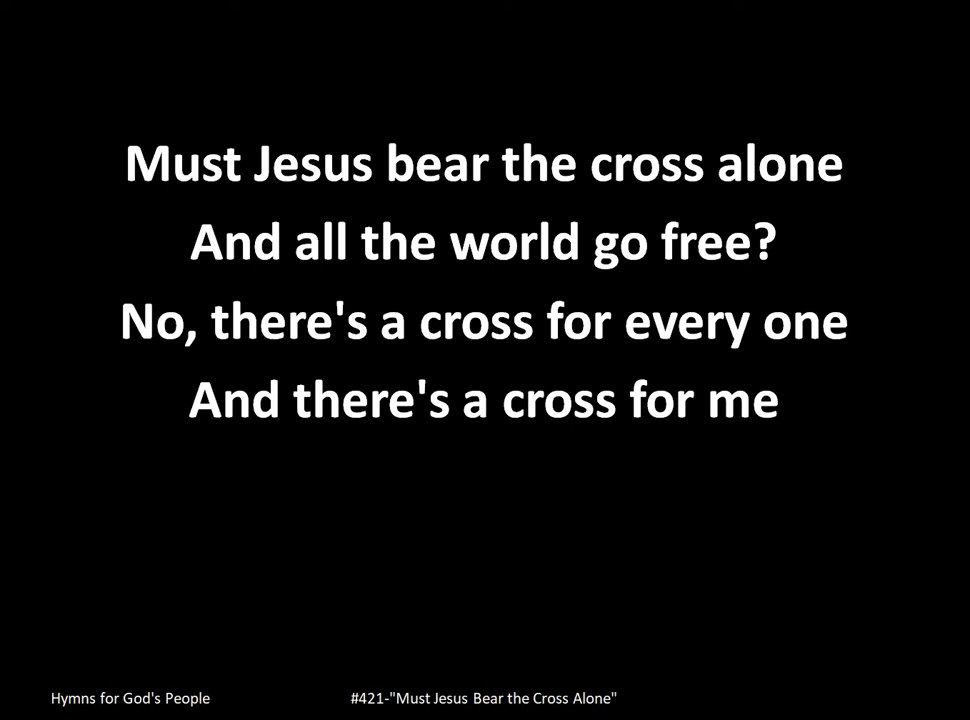 Must Jesus bear the cross alone
And all the world go free?
No, there's a cross for every one
And there's a cross for me
Hymns for God's People
#421-"Must Jesus Bear the Cross Alone"